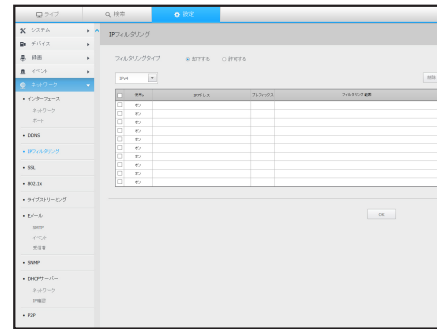 ライブ
検索
設定
システム
デバイス
録画
イベント
ネットワーク
• インターフェース
ネットワーク
ポート
• DDNS
• IPフィルタリング
• SSL
• 802.1x
• ライブストリーミング
• Eメール
SMTP
イベント
受信者
• SNMP
• DHCPサーバー
ネットワーク
IP確認
• P2P
IPフィルタリング
フィルタリングタイプ 却下する 許可する
IPv4
削除
モデル IPアドレス プレフィックス フィルタリング範囲
オン
オン
オン
オン
オン
オン
オン
オン
オン
オン
OK